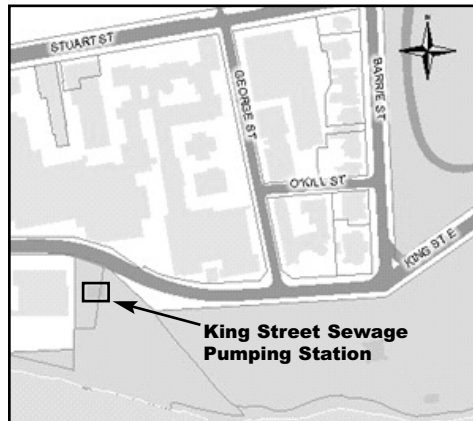 STUART ST
GEORGE ST
BARRIE ST
O'KILL ST
KING ST E
King Street Sewage
Pumping Station